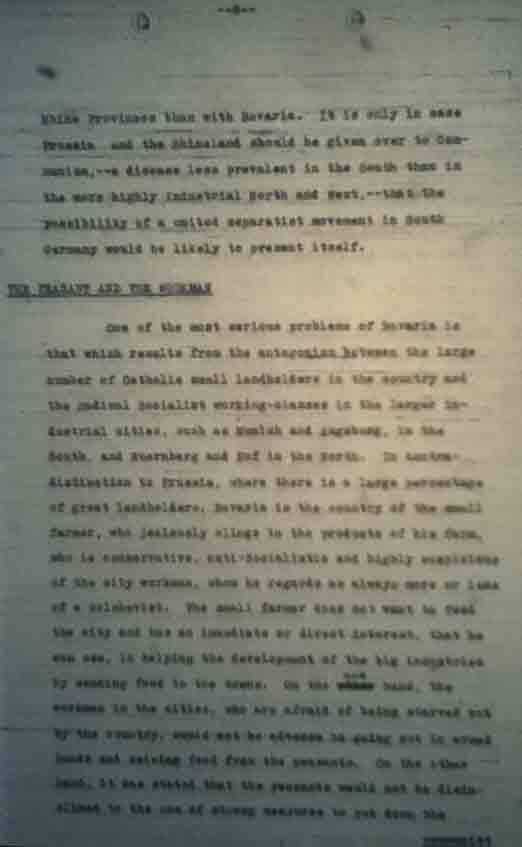 --8--
Rhine Provinces than with Bavaria. It is only in case
Prussia and the Rhineland should be given over to Com-
munism,--a disease less prevalent in the South than in
the more highly industrial North and West,--that the
possibility of a united separatist movement in South
Germany would be likely to present itself.
THE PEASANT AND THE WORKMAN
One of the most serious problems of Bavaria is
that which results from the antagonism between the large
number of Catholic small landholders in the country and
the radical Socialist working-classes in the larger in-
dustrial cities, such as Munich and Augsburg, in the
South, and Nuernberg and Hof in the North. In contra-
distinction to Prussia, where there is a large percentage
of great landholders, Bavaria is the country of the small
farmer, who jealously clings to the products of his farm,
who is conservative, anti-Socialistic and highly suspicious
of the city workman, whom he regards as always more or less
of a Bolshevist. The small farmer does not want to feed
the city and has no immediate or direct interest, that he
can see, in helping the development of the big industries
by sending food to the towns. On the one hand, the
workmen in the cities, who are afraid of being starved out
by the country, would not be adverse to going out in armed
bands and seizing food from the peasants. On the other
hand, it was stated that the peasants would not be disin-
clined to the use of strong measures to put down the